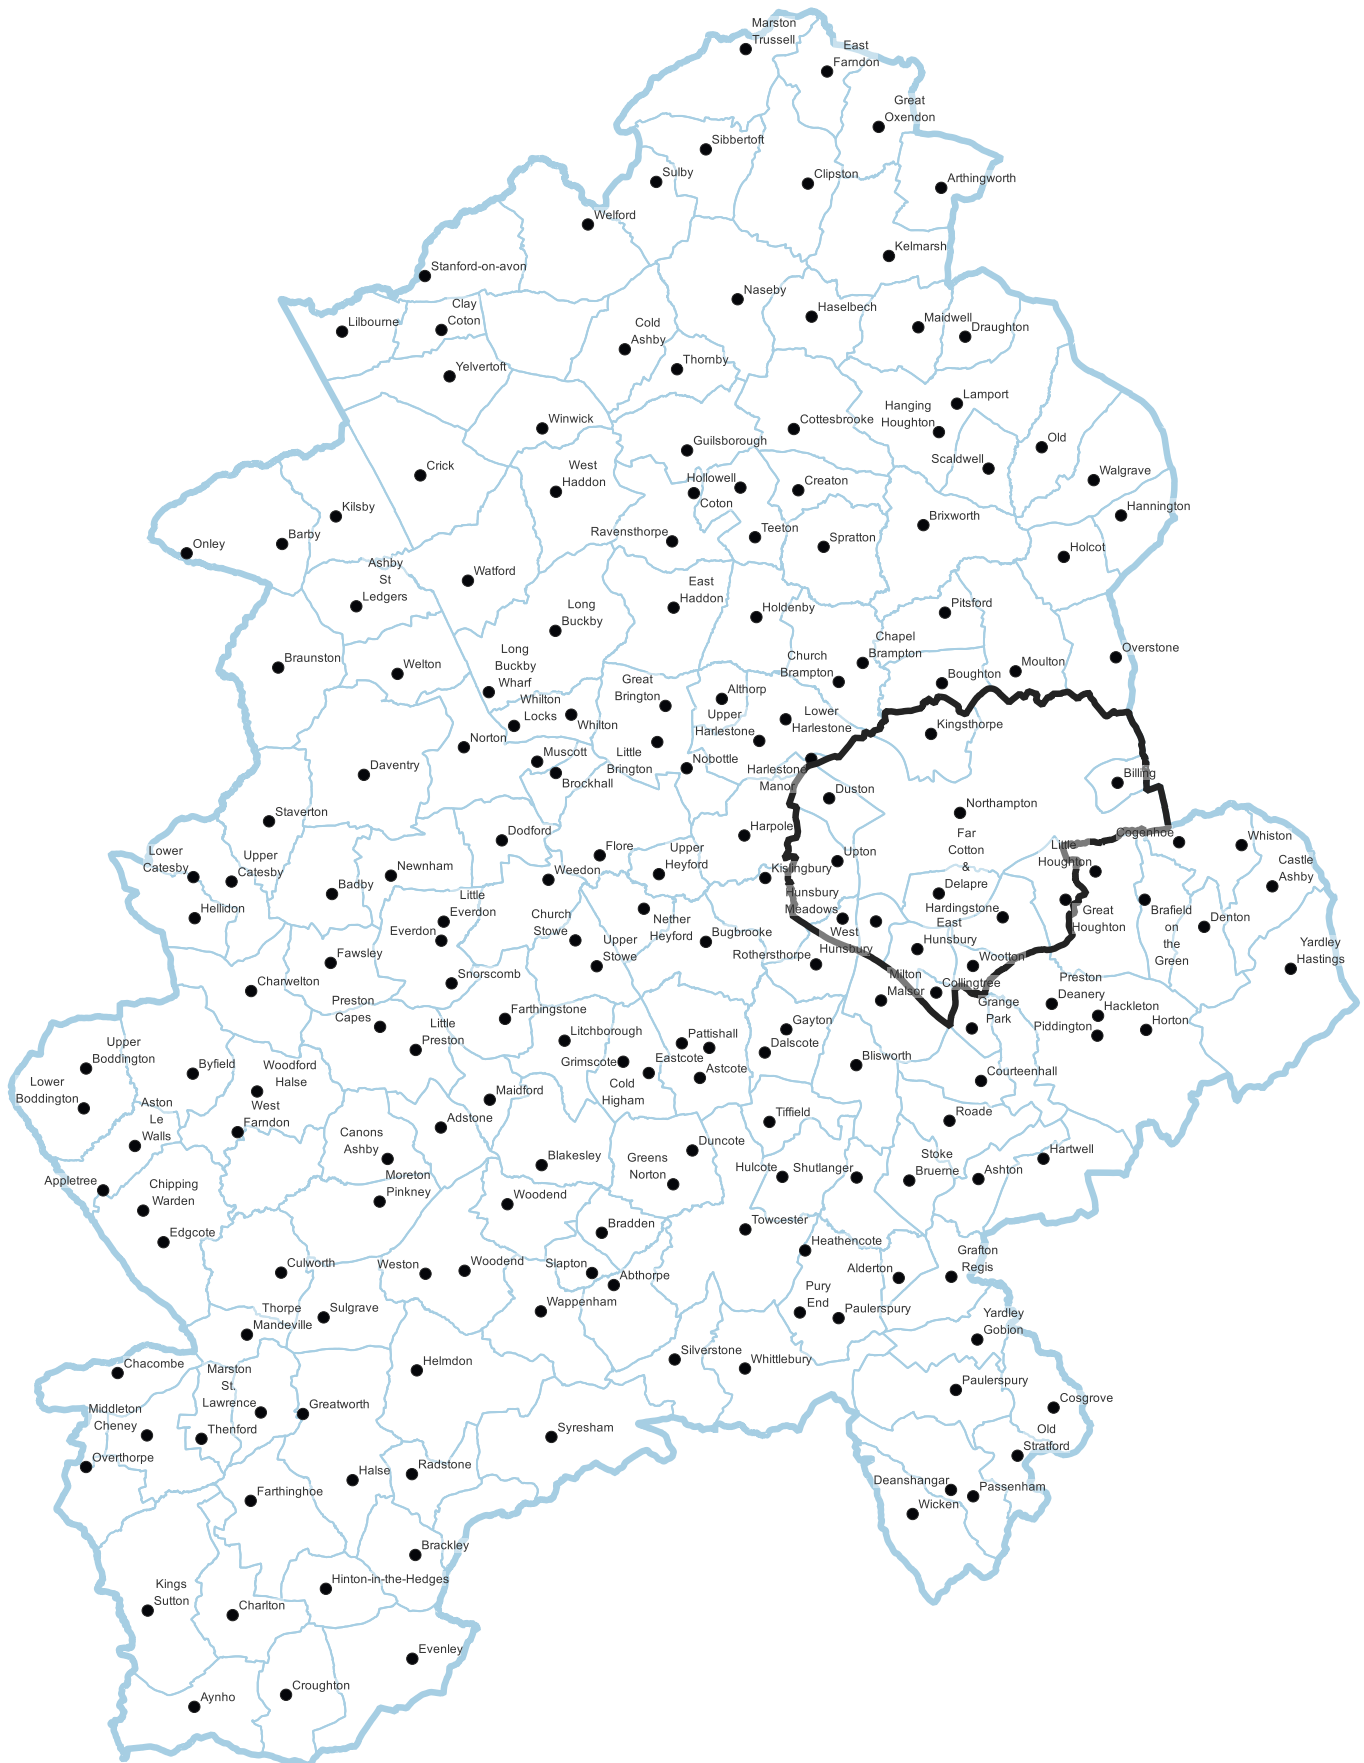 Marston
Trussell
East
Farndon
Great
Oxendon
Sibbertoft
Sulby
Clipston
Arthingworth
Welford
Kelmarsh
Stanford-on-avon
Naseby
Haselbech
Clay
Coton
Lilbourne
Cold
Ashby
Maidwell
Draughton
Thornby
Yelvertoft
Lamport
Hanging
Houghton
Winwick
Cottesbrooke
Guilsborough
Old
Scaldwell
Crick
West
Haddon
Hollowell
Coton
Creaton
Walgrave
Kilsby
Hannington
Barby
Onley
Ravensthorpe
Teeton
Spratton
Brixworth
Holcot
Ashby
St
Ledgers
Watford
East
Haddon
Long
Buckby
Holdenby
Pitsford
Chapel
Brampton
Church
Brampton
Braunston
Welton
Long
Buckby
Wharf
Boughton
Moulton
Overstone
Great
Brington
Althorp
Whilton
Locks
Whilton
Upper
Harlestone
Lower
Harlestone
Kingsthorpe
Norton
Muscott
Brockhall
Little
Brington
Nobottle
Harlestone
Manor
Daventry
Billing
Duston
Northampton
Staverton
Dodford
Harpole
Far
Cotton
&
Delapre
Cogenhoe
Whiston
Lower
Catesby
Upper
Catesby
Newnham
Flore
Upper
Heyford
Upton
Little
Houghton
Castle
Ashby
Badby
Weedon
Kislingbury
Hunsbury
Meadows
Hardingstone
Great
Houghton
Brafield
on
the
Green
Denton
Hellidon
Little
Everdon
Everdon
Church
Stowe
Nether
Heyford
Bugbrooke
West
Hunsbury
East
Hunsbury
Yardley
Hastings
Fawsley
Upper
Stowe
Rothersthorpe
Wootton
Charwelton
Snorscomb
Milton
Malsor
Collingtree
Preston
Deanery
Hackleton
Preston
Capes
Farthingstone
Grange
Park
Horton
Piddington
Little
Preston
Litchborough
Pattishall
Gayton
Dalscote
Upper
Boddington
Byfield
Woodford
Halse
Grimscote
Eastcote
Astcote
Blisworth
Courteenhall
Lower
Boddington
Cold
Higham
Maidford
West
Farndon
Aston
Le
Walls
Adstone
Tiffield
Roade
Canons
Ashby
Duncote
Blakesley
Greens
Norton
Hartwell
Moreton
Pinkney
Hulcote
Shutlanger
Stoke
Bruerne
Ashton
Appletree
Chipping
Warden
Woodend
Edgcote
Bradden
Towcester
Heathencote
Culworth
Weston
Woodend
Slapton
Abthorpe
Alderton
Grafton
Regis
Wappenham
Pury
End
Paulerspury
Sulgrave
Thorpe
Mandeville
Yardley
Gobion
Silverstone
Whittlebury
Chacombe
Helmdon
Marston
St.
Lawrence
Paulerspury
Cosgrove
Greatworth
Middleton
Cheney
Thenford
Syresham
Old
Stratford
Overthorpe
Halse
Radstone
Deanshangar
Passenham
Farthinghoe
Wicken
Brackley
Hinton-in-the-Hedges
Kings
Sutton
Charlton
Evenley
Croughton
Aynho